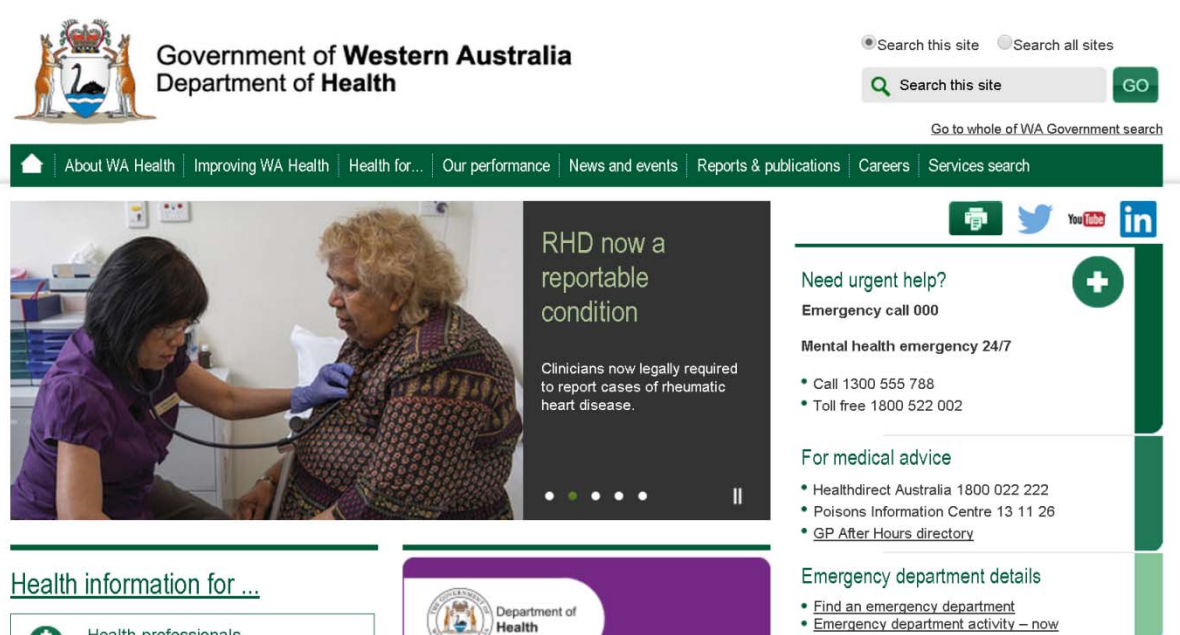 Government of Western Australia
Department of Health
Search this site Search all sites
Search this site GO
Go to whole of WA Government search
About WA Health Improving WA Health Health for... Our performance News and events Reports & publications Careers Services search
RHD now a
reportable
condition
Clinicians now legally required
to report cases of rheumatic
heart disease.
You Tube
in
Need urgent help?
Emergency call 000
Mental health emergency 24/7
• Call 1300 555 788
• Toll free 1800 522 002
For medical advice
• Healthdirect Australia 1800 022 222
• Poisons Information Centre 13 11 26
• GP After Hours directory
Emergency department details
• Find an emergency department
• Emergency department activity – now
Health information for ...
Health professionals
Department of
Health